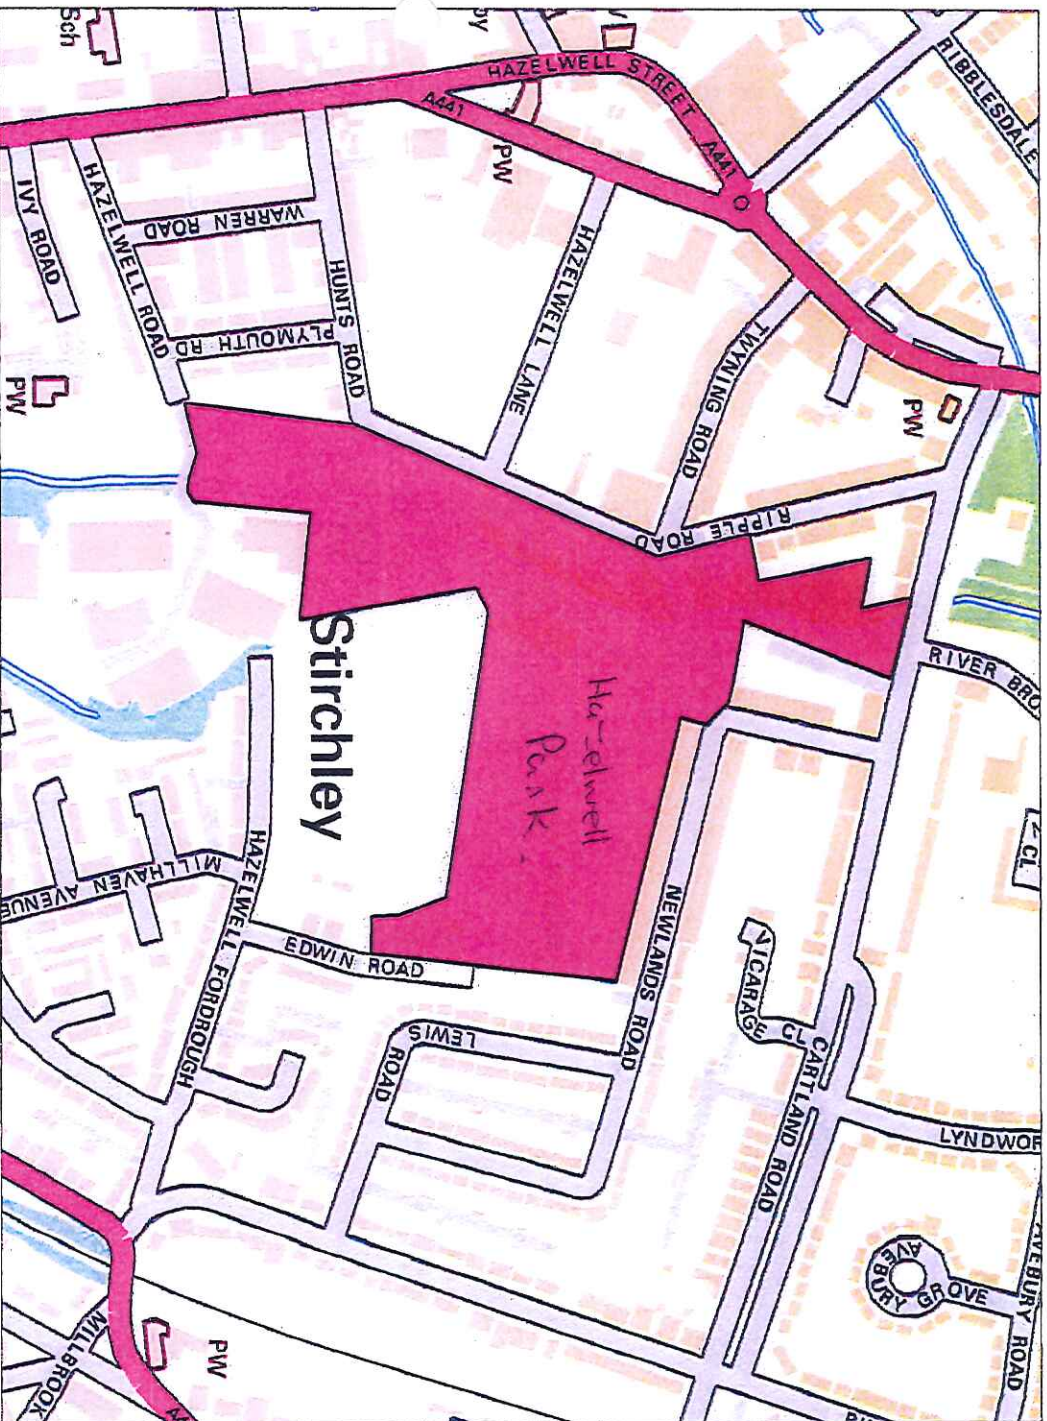 Sch
HAZELWELL STREET
A441
A441
RIBBLESDALE
PW
IVY ROAD
HAZELWELL ROAD
WARREN ROAD
HUNTS ROAD
PLYMOUTH RD
HAZELWELL LANE
TWYNING ROAD
RIPPLE ROAD
PW
PW
RIVER BRO
CL
Stirchley
Park
NEWLANDS ROAD
HAZELWELL FORDROUGH
MILLHAVEN AVENUE
EDWIN ROAD
LEWIS ROAD
VICARAGE CL
CARTLAND ROAD
LYNDWOR
AVEBURY GROVE
AVEBURY ROAD
PW
MILLBROOK